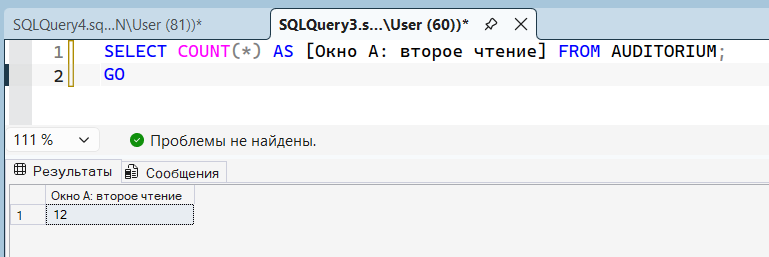 SQLQuery4.sq...N\User (81))*
SQLQuery3.s...\User (60))*
1 SELECT COUNT(*) AS [Окно A: второе чтение] FROM AUDITORIUM;
2 GO
111 %
Проблемы не найдены.
Результаты
Сообщения
Окно A: второе чтение
1 12